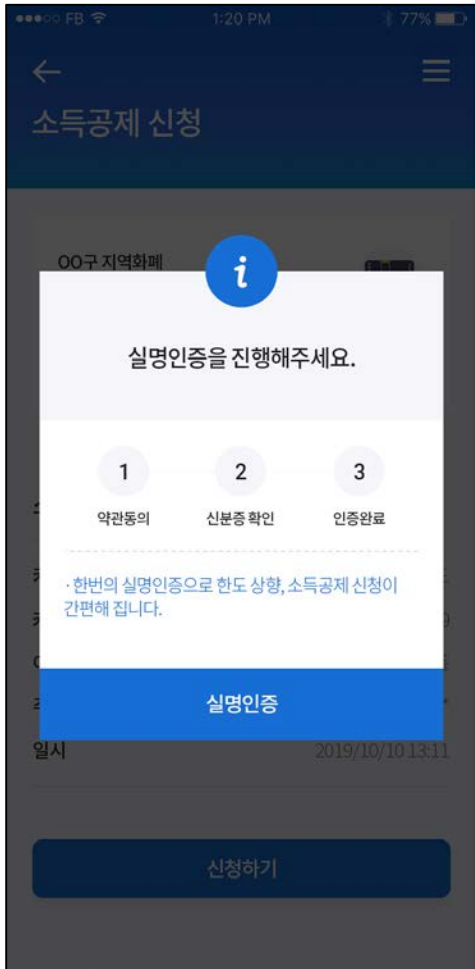 FB 1:20 PM 77%
소득공제 신청
OO구 지역화폐
i
실명인증을 진행해주세요.
1 2 3
약관동의 신분증 확인 인증완료
· 한번의 실명인증으로 한도 상향, 소득공제 신청이
간편해 집니다.
실명인증
일시 2019/10/10 13:11
신청하기